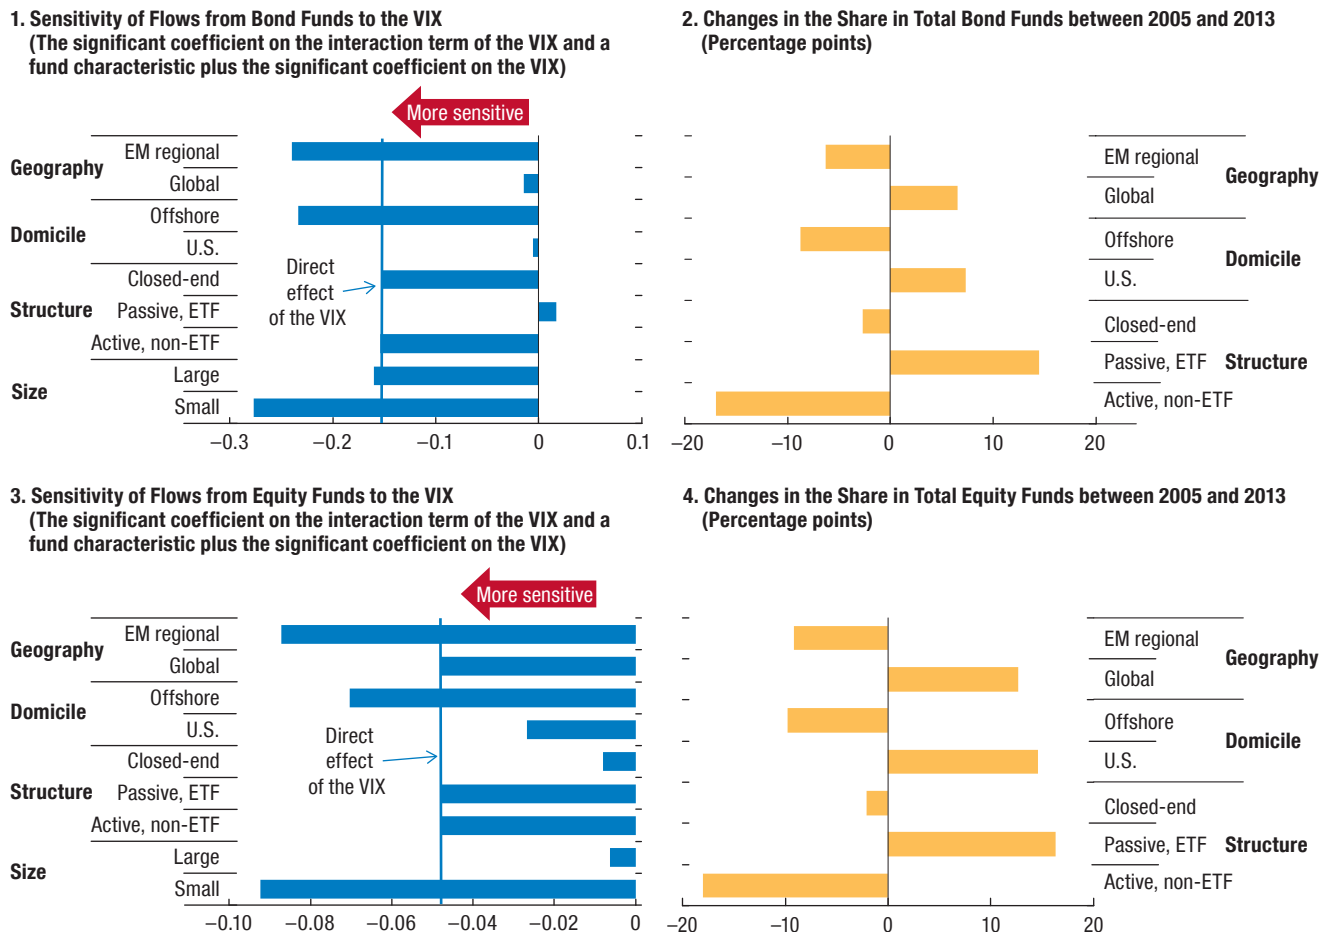 1. Sensitivity of Flows from Bond Funds to the VIX
(The significant coefficient on the interaction term of the VIX and a
fund characteristic plus the significant coefficient on the VIX)
More sensitive
Geography
EM regional
Global
Domicile
Offshore
U.S.
Structure
Closed-end
Passive, ETF
Active, non-ETF
Size
Large
Small
Direct
effect
of the VIX
−0.3 −0.2 −0.1 0 0.1
2. Changes in the Share in Total Bond Funds between 2005 and 2013
(Percentage points)
EM regional
Global
Geography
Offshore
U.S.
Domicile
Closed-end
Passive, ETF
Active, non-ETF
Structure
−20 −10 0 10 20
3. Sensitivity of Flows from Equity Funds to the VIX
(The significant coefficient on the interaction term of the VIX and a
fund characteristic plus the significant coefficient on the VIX)
More sensitive
Geography
EM regional
Global
Domicile
Offshore
U.S.
Structure
Closed-end
Passive, ETF
Active, non-ETF
Size
Large
Small
Direct
effect
of the VIX
−0.10 −0.08 −0.06 −0.04 −0.02 0
4. Changes in the Share in Total Equity Funds between 2005 and 2013
(Percentage points)
EM regional
Global
Geography
Offshore
U.S.
Domicile
Closed-end
Passive, ETF
Active, non-ETF
Structure
−20 −10 0 10 20